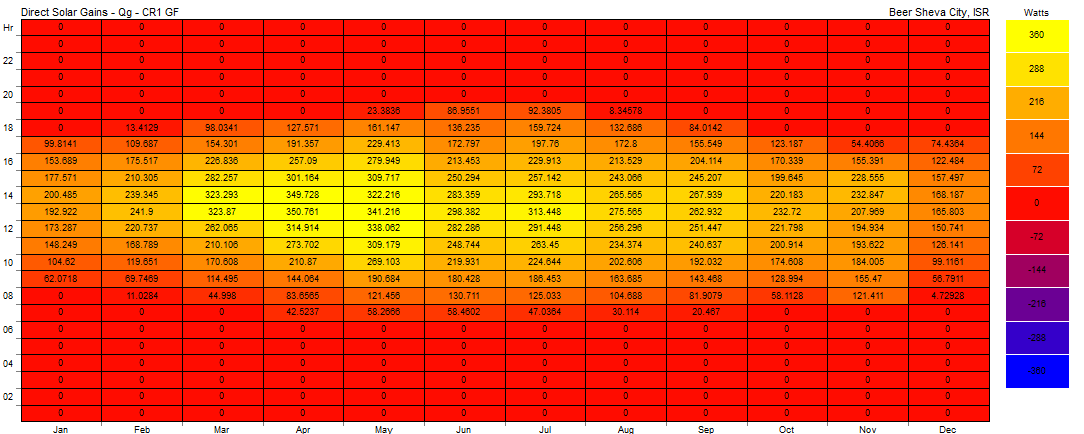 Direct Solar Gains - Qg - CR1 GF Beer Sheva City, ISR Watts
Hr 0 0 0 0 0 0 0 0 0 0 0 0 360
0 0 0 0 0 0 0 0 0 0 0 0
22 0 0 0 0 0 0 0 0 0 0 0 0 288
0 0 0 0 0 0 0 0 0 0 0 0
20 0 0 0 0 0 0 0 0 0 0 0 0 216
0 0 0 0 23.3836 86.9551 92.3805 8.34578 0 0 0 0
18 0 13.4129 98.0341 127.571 161.147 136.235 159.724 132.686 84.0142 0 0 0 144
99.8141 109.687 154.301 191.357 229.413 172.797 197.76 172.8 155.549 123.187 54.4066 74.4364
16 153.689 175.517 226.836 257.09 279.949 213.453 229.913 213.529 204.114 170.339 155.391 122.484 72
177.571 210.305 282.257 301.164 309.717 250.294 257.142 243.066 245.207 199.645 228.555 157.497
14 200.485 239.345 323.293 349.728 322.216 283.359 293.718 265.565 267.939 220.183 232.847 168.187 0
192.922 241.9 323.87 350.761 341.216 298.382 313.448 275.565 262.932 232.72 207.969 165.803
12 173.287 220.737 262.065 314.914 338.062 282.286 291.448 256.296 251.447 221.798 194.934 150.741 -72
148.249 168.789 210.106 273.702 309.179 248.744 263.45 234.374 240.637 200.914 193.622 126.141
10 104.62 119.651 170.608 210.87 269.103 219.931 224.644 202.606 192.032 174.608 184.005 99.1161 -144
62.0718 69.7469 114.495 144.064 190.684 180.428 186.453 163.685 143.468 128.994 155.47 56.7911
08 0 11.0284 44.998 83.6565 121.456 130.711 125.033 104.688 81.9079 58.1128 121.411 4.72928 -216
0 0 0 42.5237 58.2666 58.4602 47.0364 30.114 20.467 0 0 0
06 0 0 0 0 0 0 0 0 0 0 0 0 -288
0 0 0 0 0 0 0 0 0 0 0 0
04 0 0 0 0 0 0 0 0 0 0 0 0 -360
0 0 0 0 0 0 0 0 0 0 0 0
02 0 0 0 0 0 0 0 0 0 0 0 0
0 0 0 0 0 0 0 0 0 0 0 0
Jan Feb Mar Apr May Jun Jul Aug Sep Oct Nov Dec